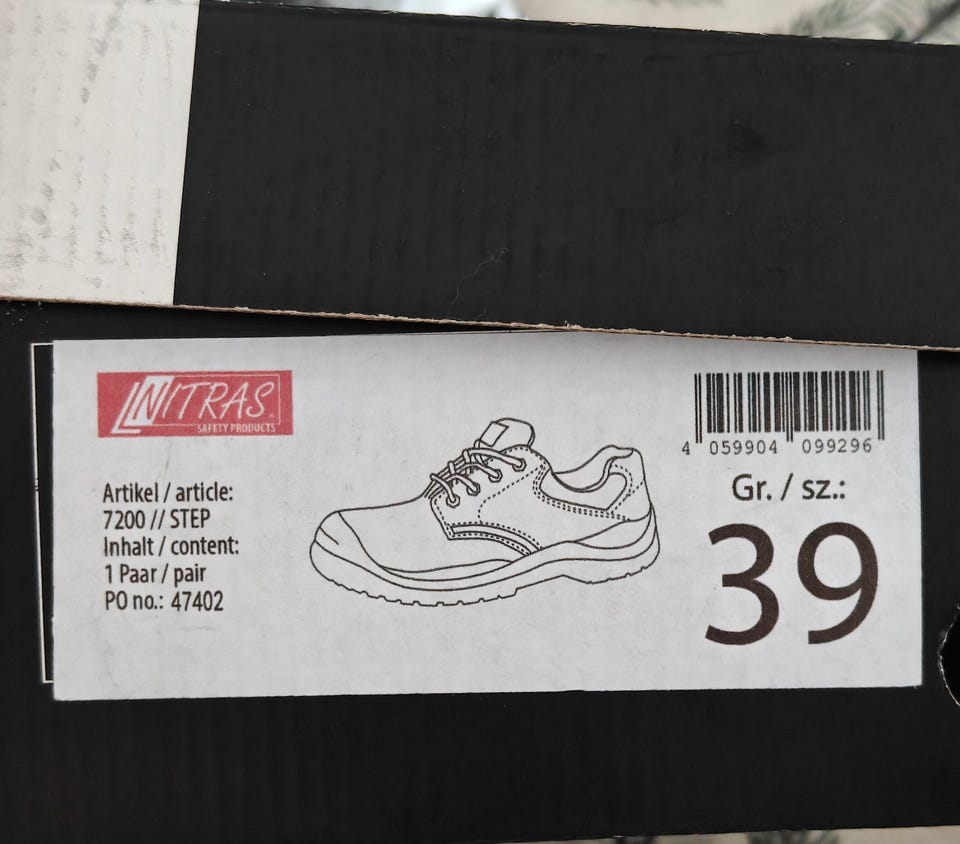 NITRAS
SAFETY PRODUCTS
Artikel / article:
7200 // STEP
Inhalt / content:
1 Paar / pair
PO no.: 47402
4 059904 099296
Gr. / sz.:
39